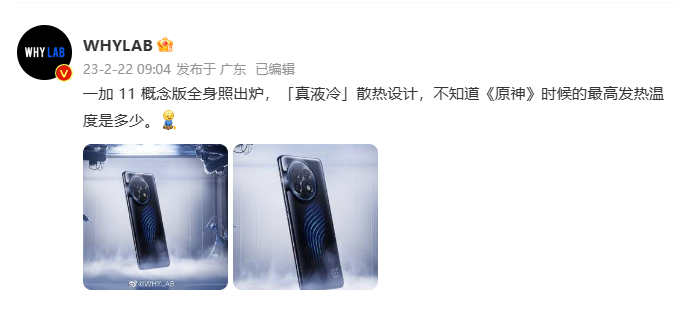 WHY LAB
WHYLAB
23-2-22 09:04 发布于 广东 已编辑
一加 11 概念版全身照出炉，「真液冷」散热设计，不知道《原神》时候的最高发热温
度是多少。
@WHYLAB